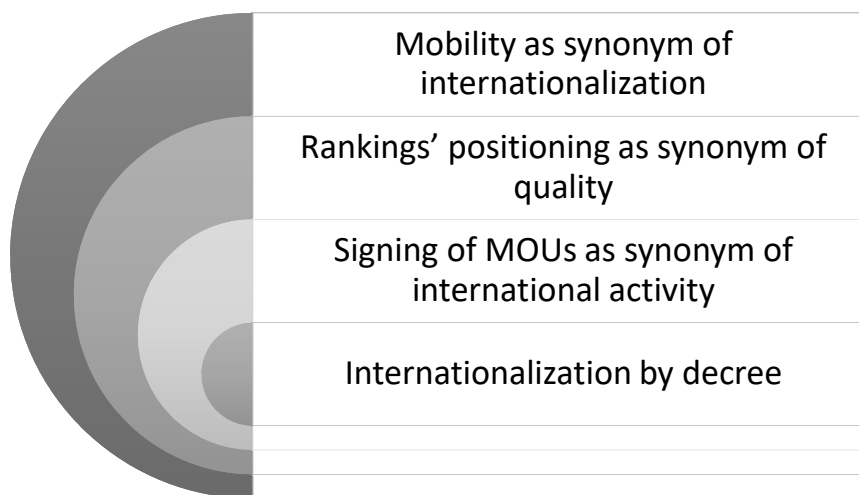 Mobility as synonym of
internationalization
Rankings’ positioning as synonym of
quality
Signing of MOUs as synonym of
international activity
Internationalization by decree